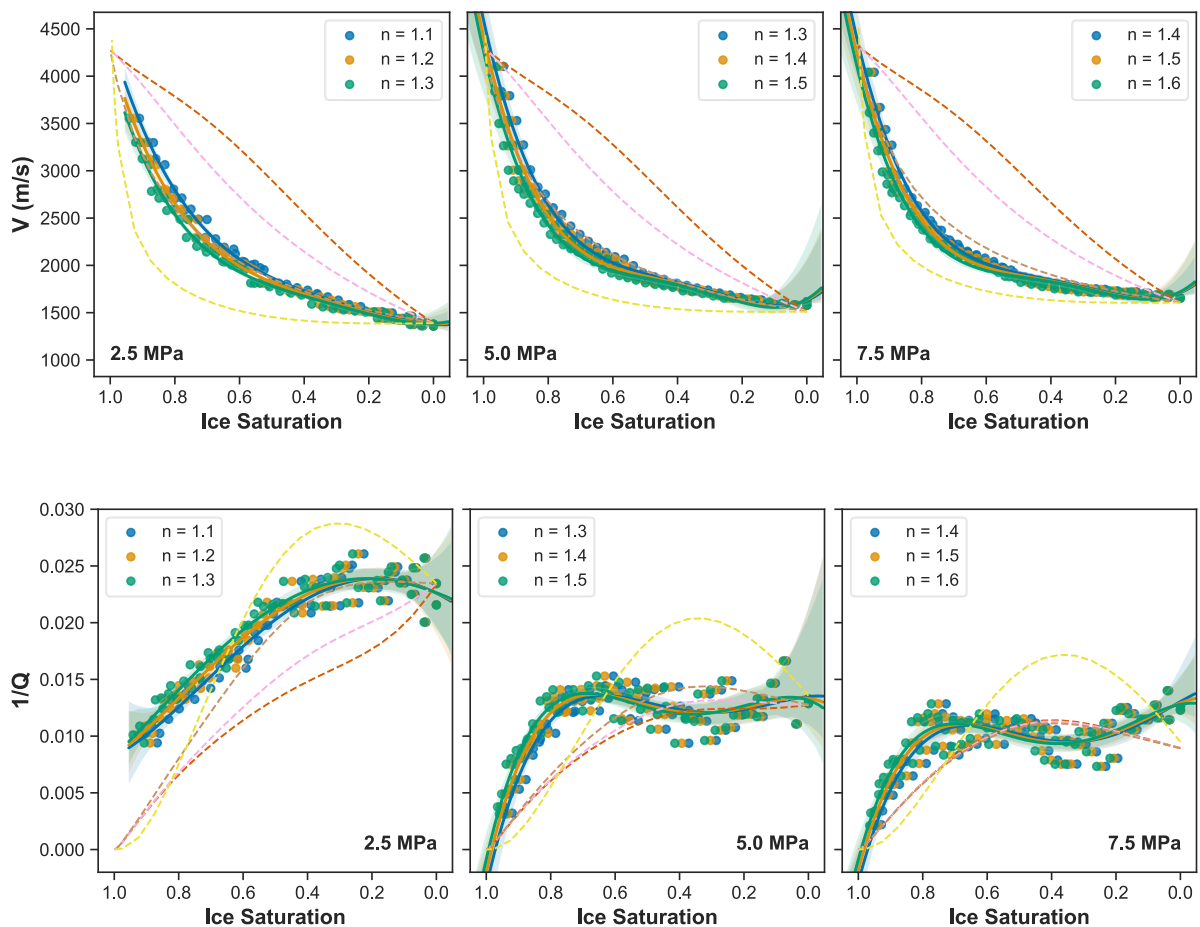 V (m/s)
4500
4000
3500
3000
2500
2000
1500
1000
n = 1.1
n = 1.2
n = 1.3
2.5 MPa
1.0 0.8 0.6 0.4 0.2 0.0
Ice Saturation
n = 1.3
n = 1.4
n = 1.5
5.0 MPa
1.0 0.8 0.6 0.4 0.2 0.0
Ice Saturation
n = 1.4
n = 1.5
n = 1.6
7.5 MPa
1.0 0.8 0.6 0.4 0.2 0.0
Ice Saturation
1/Q
0.030
0.025
0.020
0.015
0.010
0.005
0.000
n = 1.1
n = 1.2
n = 1.3
2.5 MPa
1.0 0.8 0.6 0.4 0.2 0.0
Ice Saturation
n = 1.3
n = 1.4
n = 1.5
5.0 MPa
1.0 0.8 0.6 0.4 0.2 0.0
Ice Saturation
n = 1.4
n = 1.5
n = 1.6
7.5 MPa
1.0 0.8 0.6 0.4 0.2 0.0
Ice Saturation